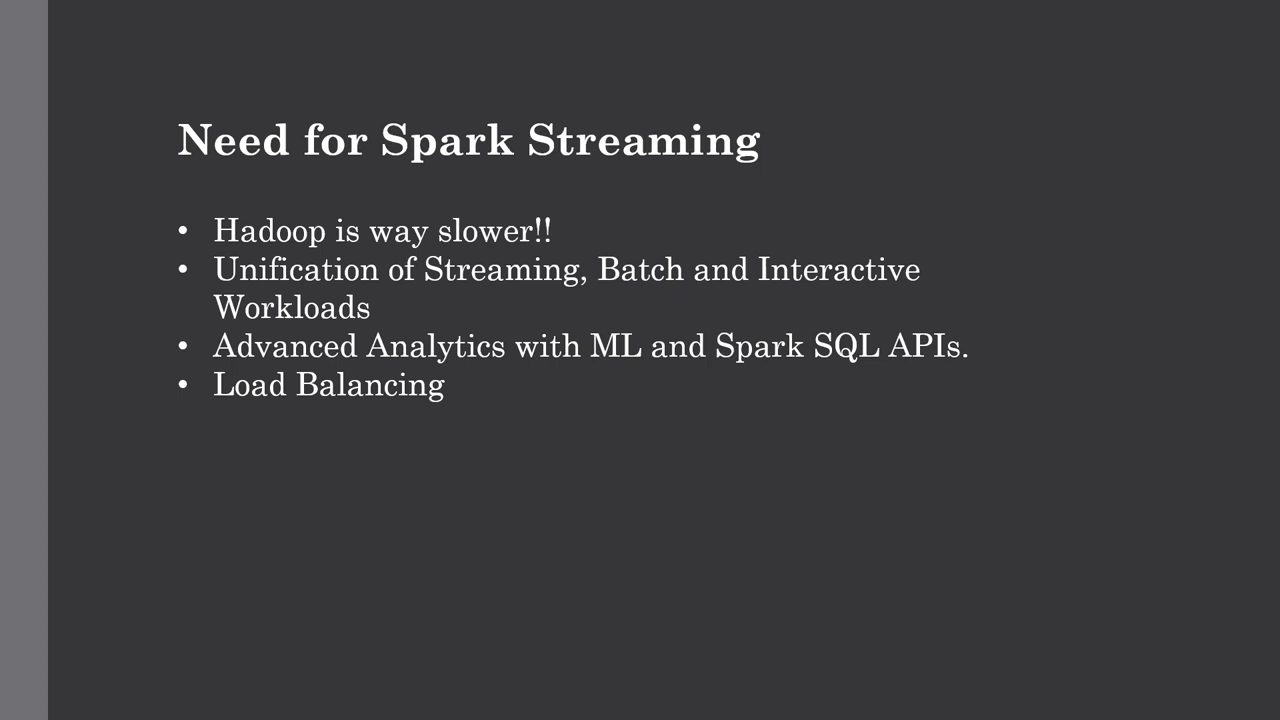 Need for Spark Streaming
• Hadoop is way slower!!
• Unification of Streaming, Batch and Interactive
Workloads
• Advanced Analytics with ML and Spark SQL APIs.
• Load Balancing